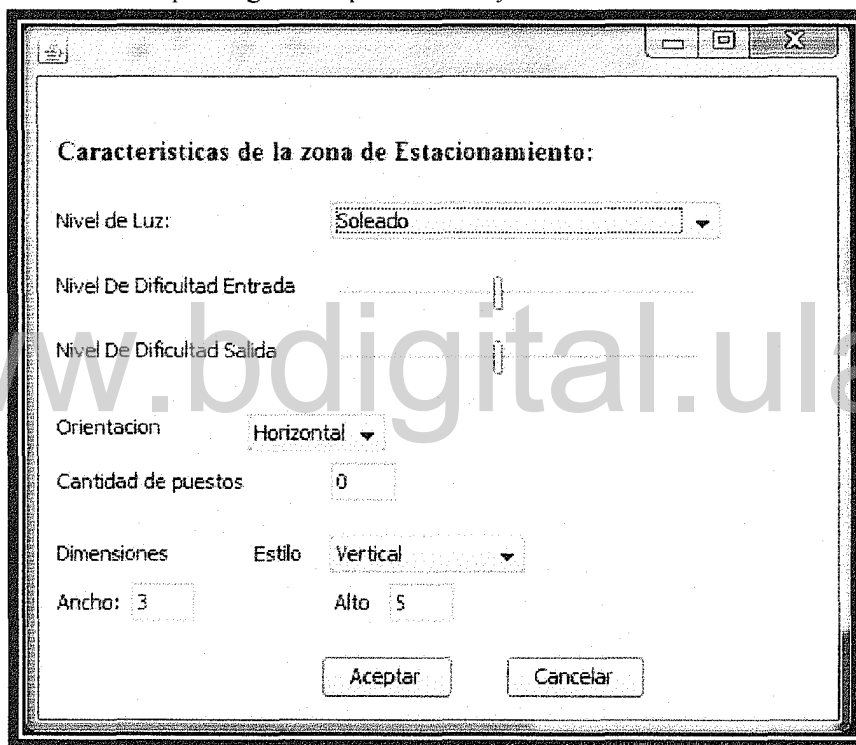 Caracteristicas de la zona de Estacionamiento:
Nivel de Luz: Soleado
Nivel De Dificultad Entrada
www.bdigital.ula
Nivel De Dificultad Salida
Orientacion Horizontal
Cantidad de puestos 0
Dimensiones Estilo Vertical
Ancho: 3 Alto 5
Aceptar Cancelar